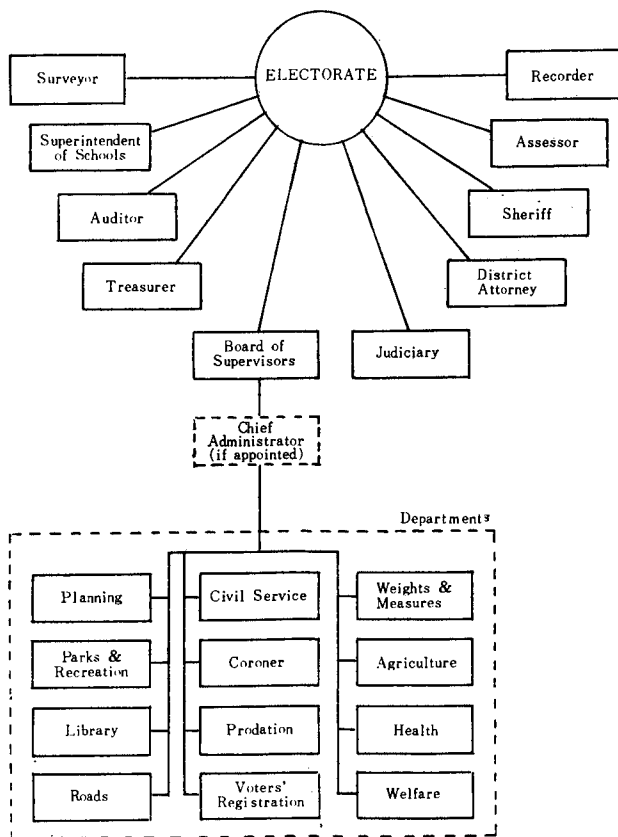 ELECTORATE
Surveyor
Recorder
Superintendent
of Schools
Assessor
Auditor
Sheriff
Treasurer
District
Attorney
Board of
Supervisors
Judiciary
Chief
Administrator
(if appointed)
Departments
Planning
Civil Service
Weights &
Measures
Parks &
Recreation
Coroner
Agriculture
Library
Prodation
Health
Roads
Voters'
Registration
Welfare